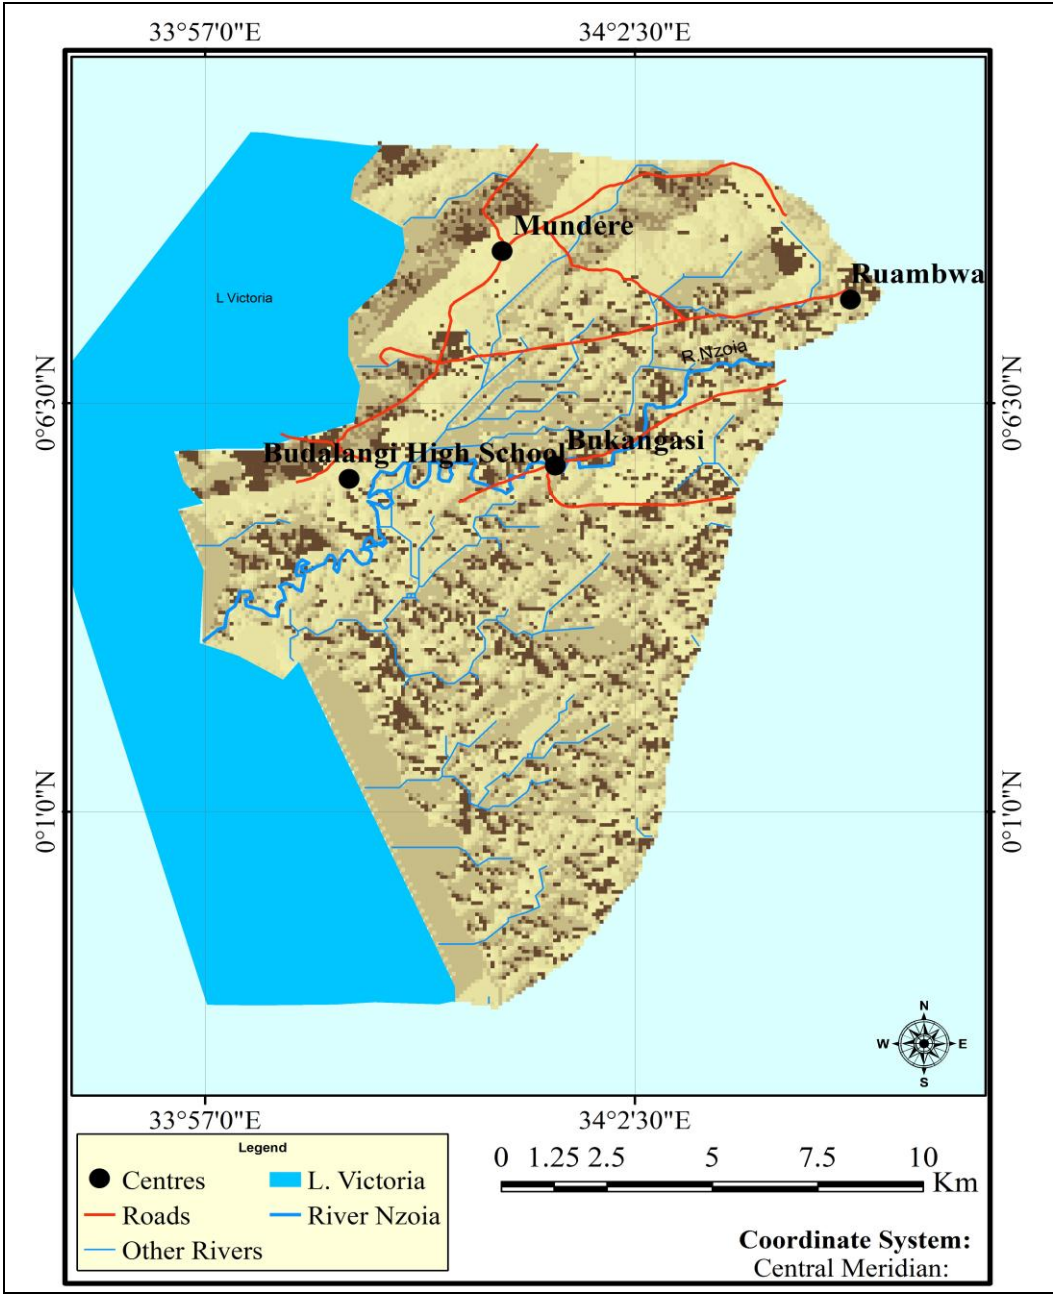 33°57'0"E 34°2'30"E
Mundere
Ruambwa
L Victoria
R.Nzoia
0°6'30"N 0°6'30"N
Bukangasi
Budalangi High School
0°1'0"N 0°1'0"N
N
W E
S
33°57'0"E 34°2'30"E
Legend
Centres L. Victoria
Roads River Nzoia
Other Rivers
0 1.25 2.5 5 7.5 10
Km
Coordinate System:
Central Meridian: